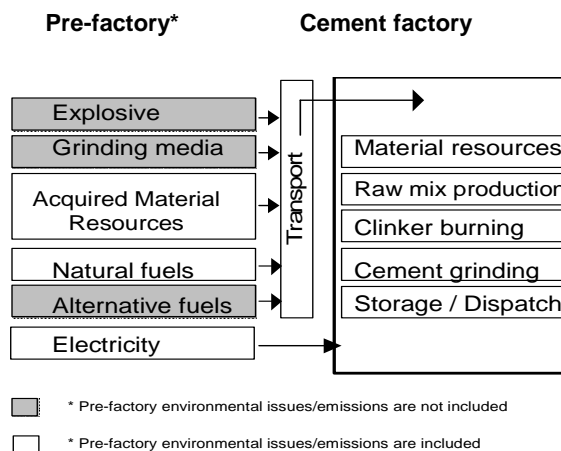 Pre-factory*
Cement factory
Explosive
Grinding media
Acquired Material
Resources
Natural fuels
Alternative fuels
Electricity
Transport
Material resources
Raw mix production
Clinker burning
Cement grinding
Storage / Dispatch
* Pre-factory environmental issues/emissions are not included
* Pre-factory environmental issues/emissions are included